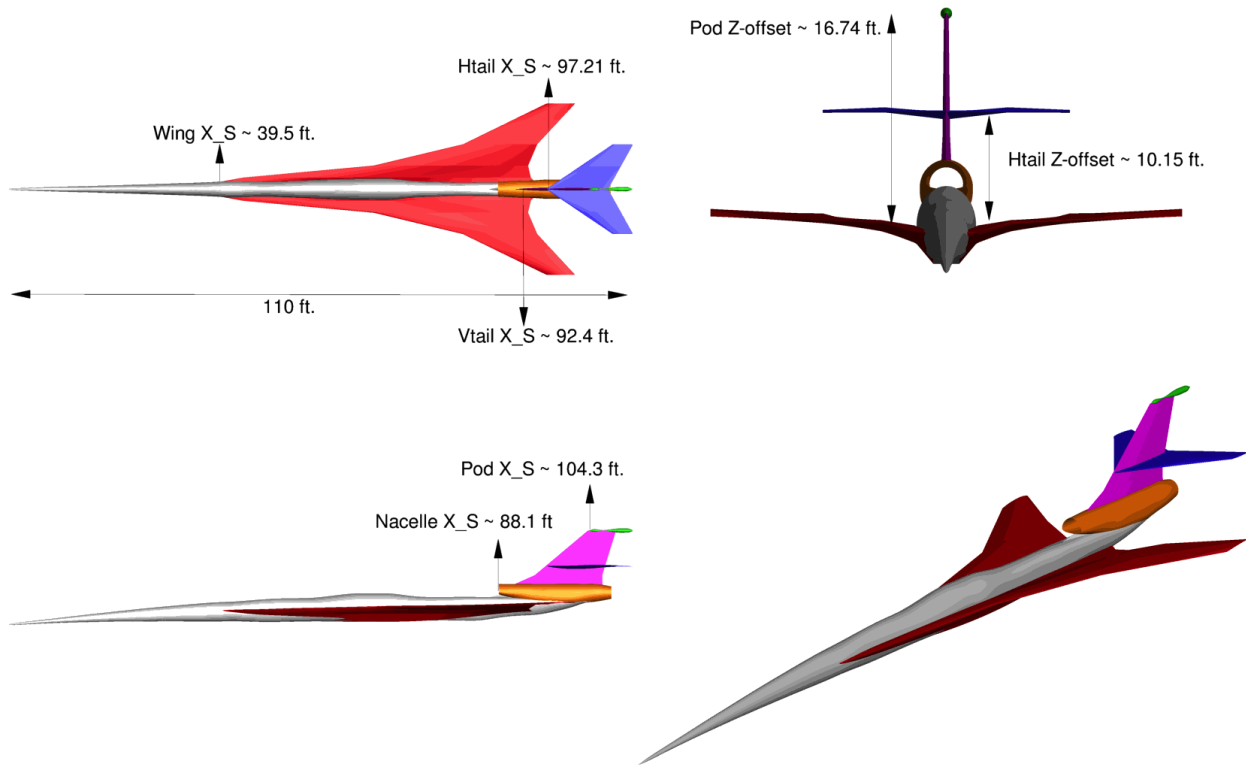 Htail X_S ~ 97.21 ft.
Wing X_S ~ 39.5 ft.
110 ft.
Vtail X_S ~ 92.4 ft.
Pod Z-offset ~ 16.74 ft.
Htail Z-offset ~ 10.15 ft.
Pod X_S ~ 104.3 ft.
Nacelle X_S ~ 88.1 ft